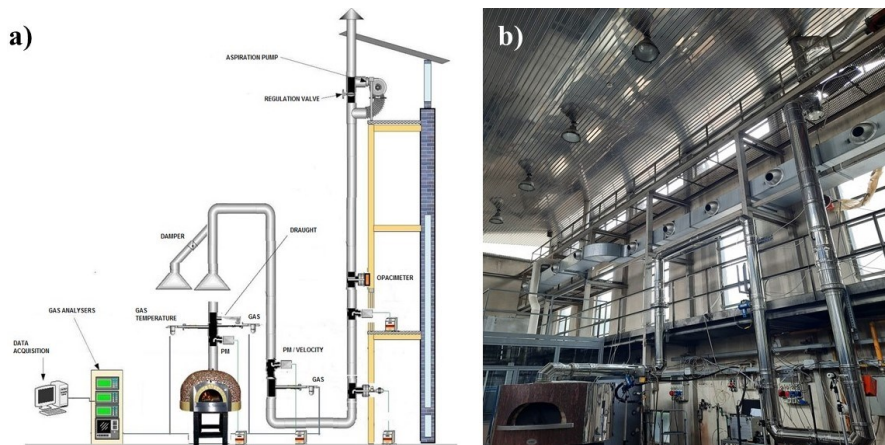 a)
b)
ASPIRATION PUMP
REGULATION VALVE
DAMPER
DRAUGHT
OPACIMETER
GAS ANALYSERS
GAS
TEMPERATURE
GAS
PM
PM / VELOCITY
GAS
DATA
ACQUISITION